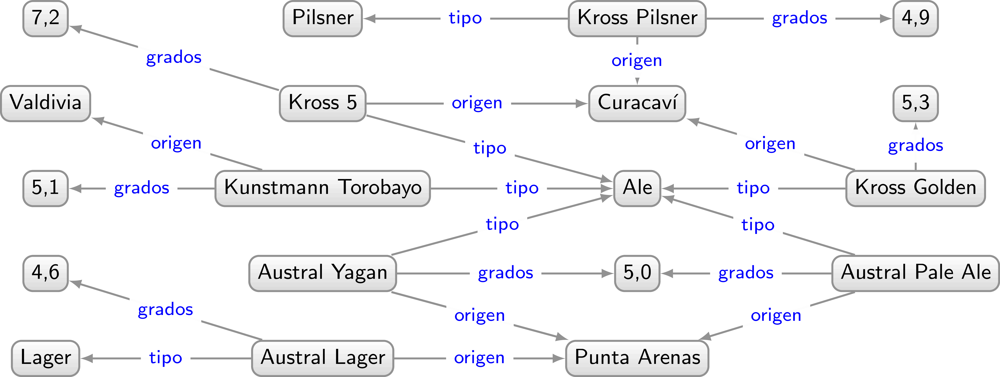 7,2
Pilsner
tipo
Kross Pilsner
grados
4,9
grados
origen
Valdivia
Kross 5
origen
Curacaví
5,3
origen
tipo
origen
grados
5,1
grados
Kunstmann Torobayo
tipo
Ale
tipo
Kross Golden
tipo
tipo
4,6
Austral Yagan
grados
5,0
grados
Austral Pale Ale
grados
origen
origen
Lager
tipo
Austral Lager
origen
Punta Arenas